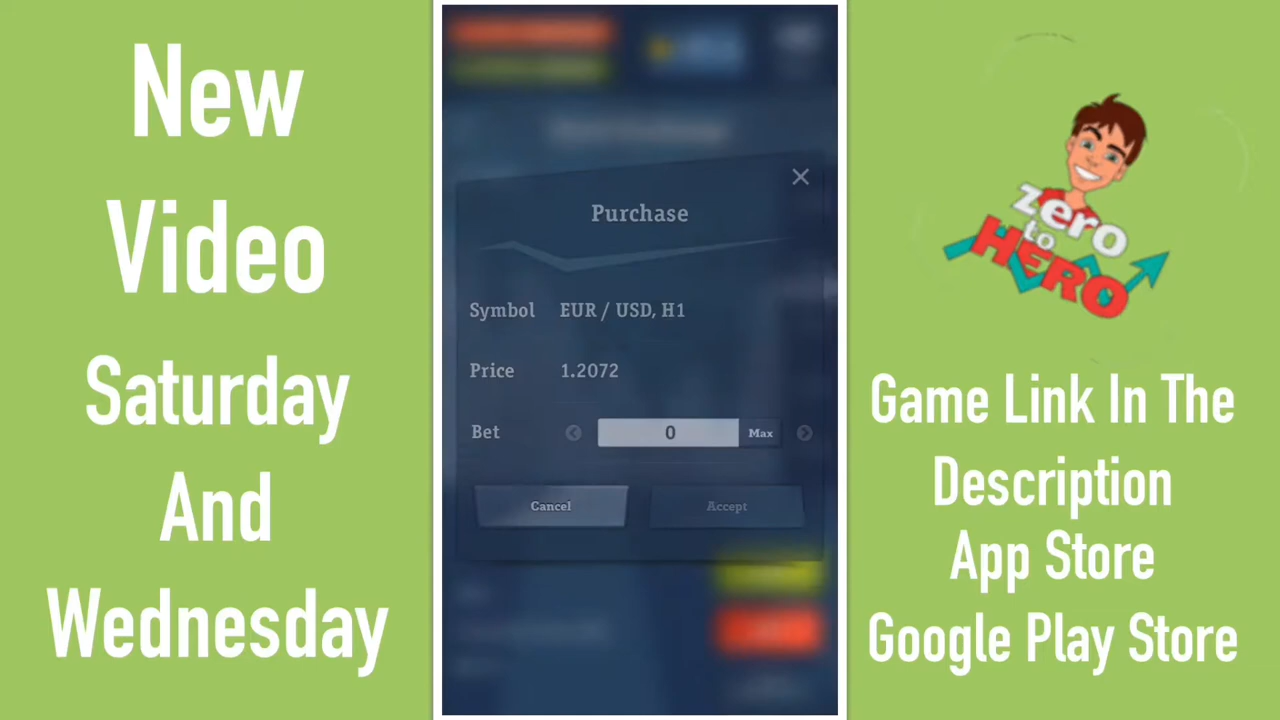 New
Video
Saturday
And
Wednesday
Purchase
Symbol EUR / USD, H1
Price 1.2072
Bet 0 Max
Cancel Accept
zero
to
HERO
Game Link In The
Description
App Store
Google Play Store